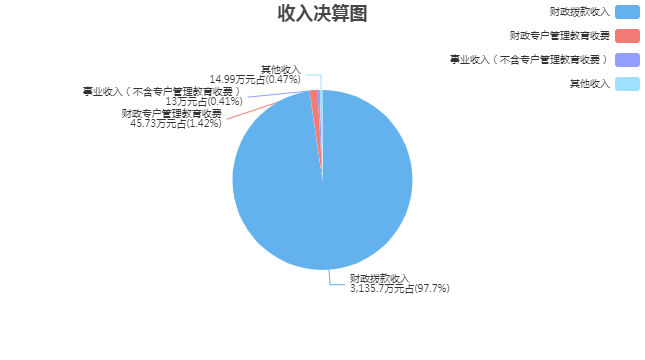 收入决算图
财政拨款收入
财政专户管理教育收费
事业收入（不含专户管理教育收费）
其他收入
其他收入
14.99万元占(0.47%)
事业收入（不含专户管理教育收费）
13万元占(0.41%)
财政专户管理教育收费
45.73万元占(1.42%)
财政拨款收入
3,135.7万元占(97.7%)